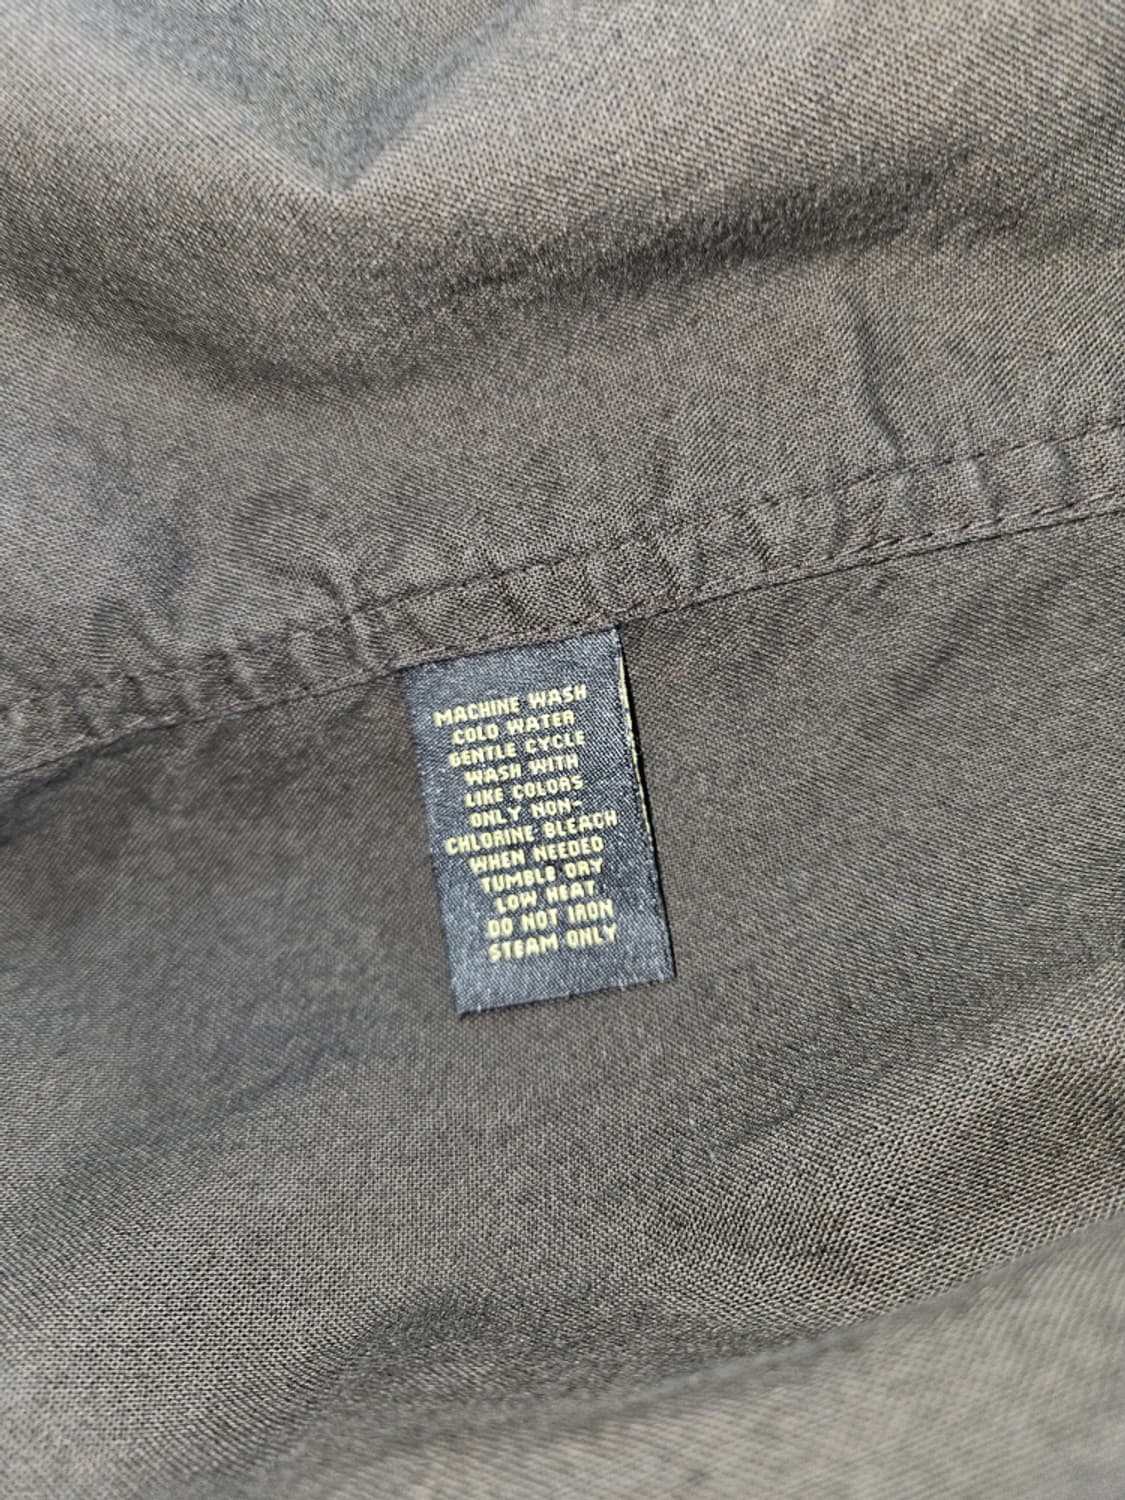 MACHINE WASH
COLD WATER
GENTLE CYCLE
WASH WITH
LIKE COLORS
ONLY NON-
CHLORINE BLEACH
WHEN NEEDED
TUMBLE DRY
LOW HEAT
DO NOT IRON
STEAM ONLY